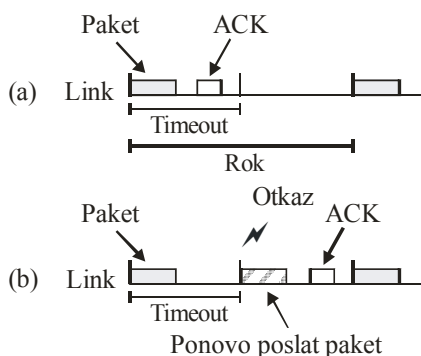 Paket ACK
(a) Link
Timeout
Rok
Otkaz
Paket ACK
(b) Link
Timeout
Ponovo poslat paket